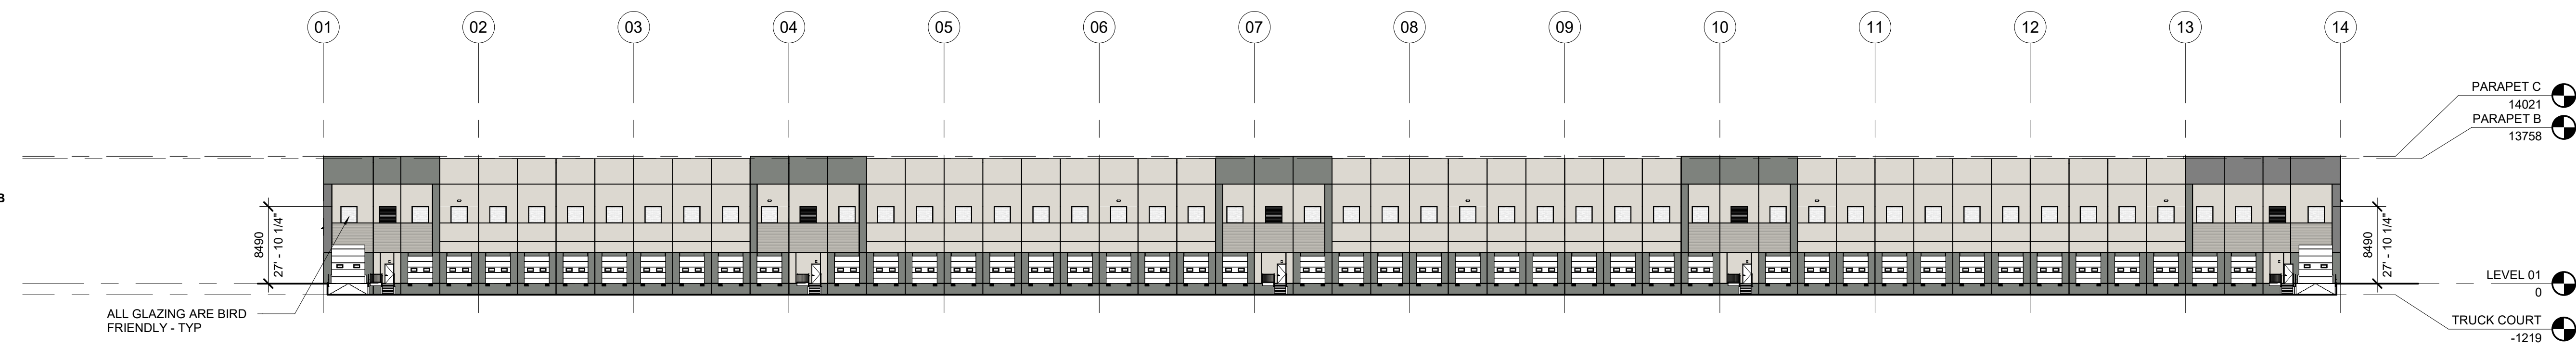 01 02 03 04 05 06 07 08 09 10 11 12 13 14
PARAPET C
14021
PARAPET B
13758
B
8490
27' - 10 1/4"
8490
27' - 10 1/4"
LEVEL 01
0
ALL GLAZING ARE BIRD
FRIENDLY - TYP
TRUCK COURT
-1219